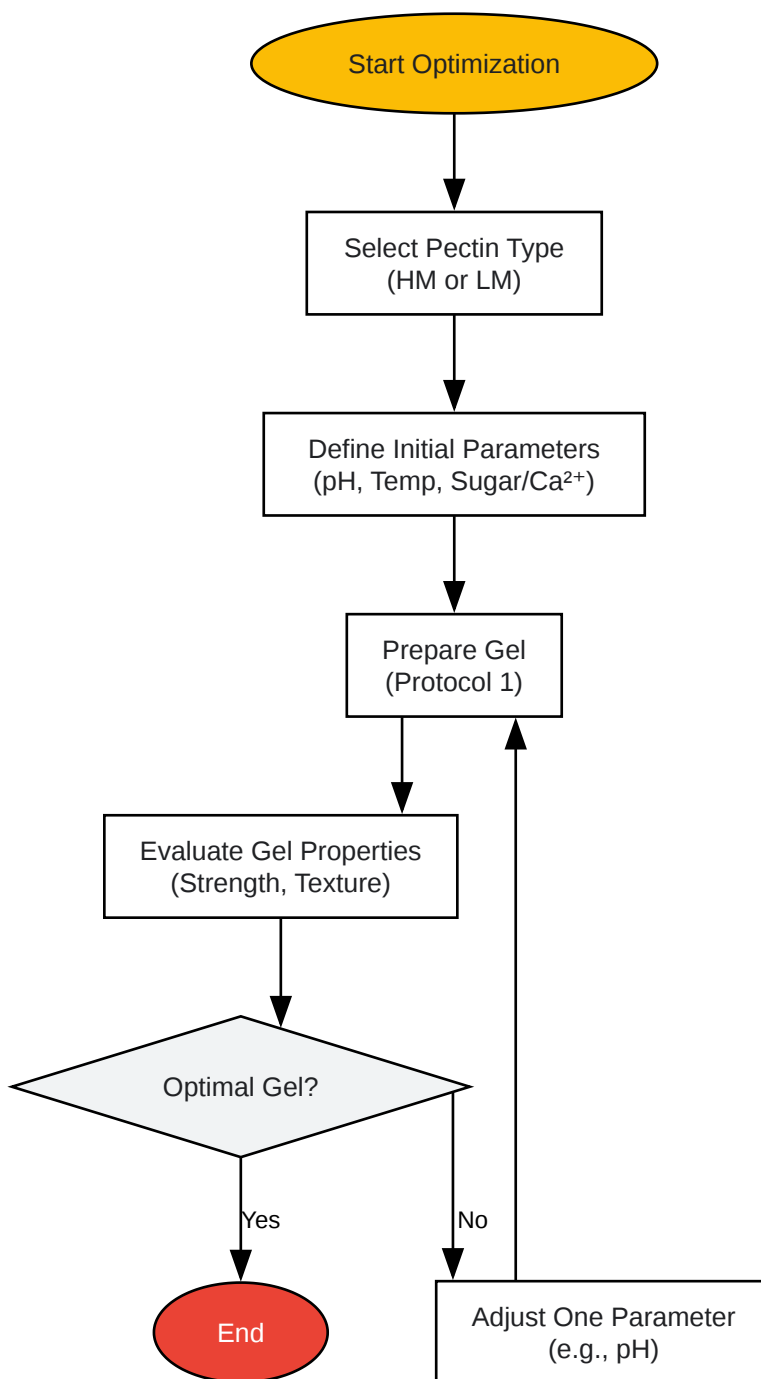 Start Optimization
Select Pectin Type
(HM or LM)
Define Initial Parameters
(pH, Temp, Sugar/Ca²⁺)
Prepare Gel
(Protocol 1)
Evaluate Gel Properties
(Strength, Texture)
Optimal Gel?
Yes
No
End
Adjust One Parameter
(e.g., pH)